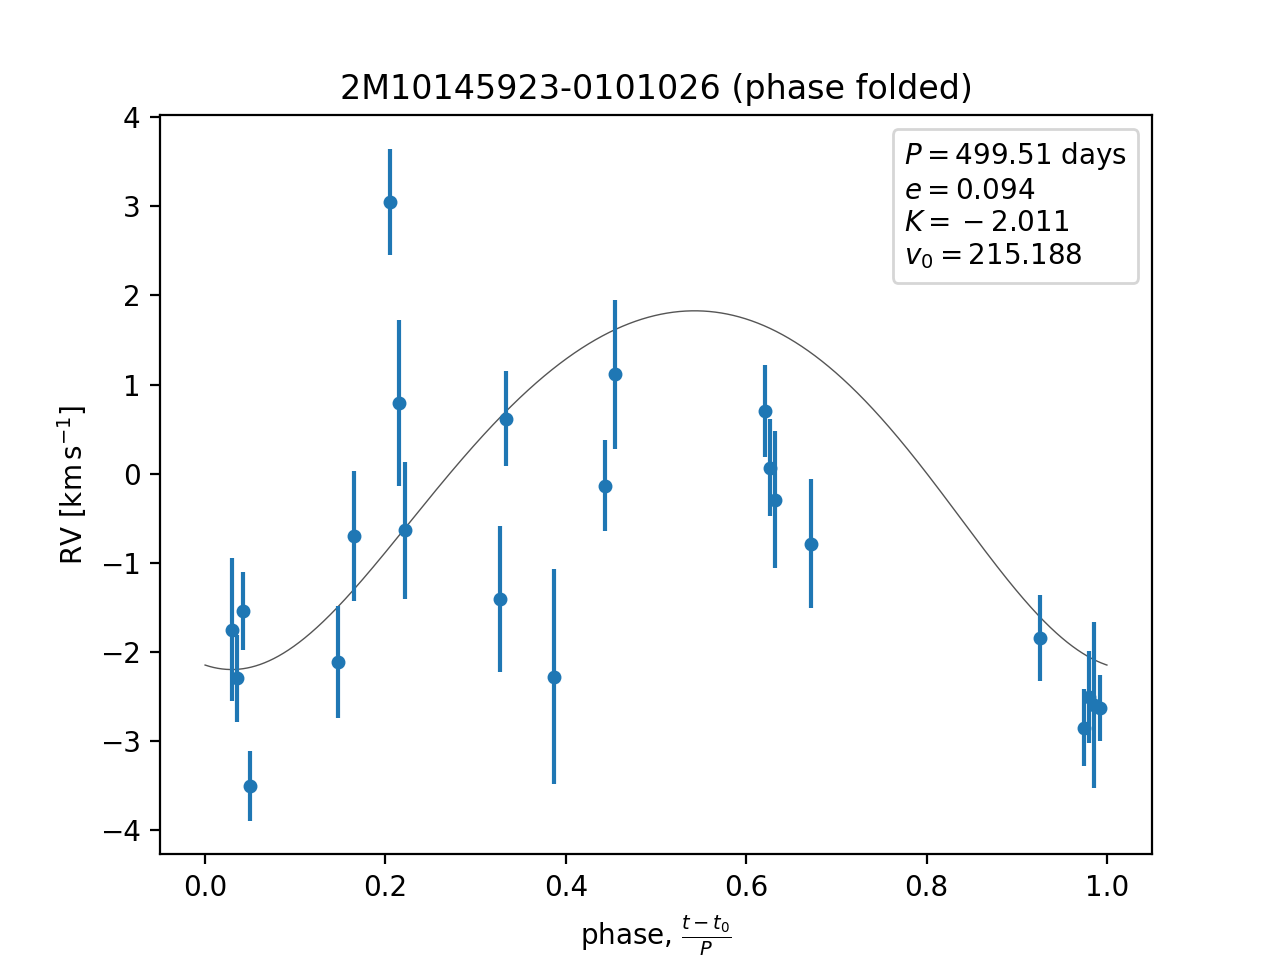 2M10145923-0101026 (phase folded)
P = 499.51 days
e = 0.094
K = −2.011
v₀ = 215.188
4
3
2
1
0
−1
−2
−3
−4
RV [km s⁻¹]
0.0 0.2 0.4 0.6 0.8 1.0
phase, (t − t₀)/P